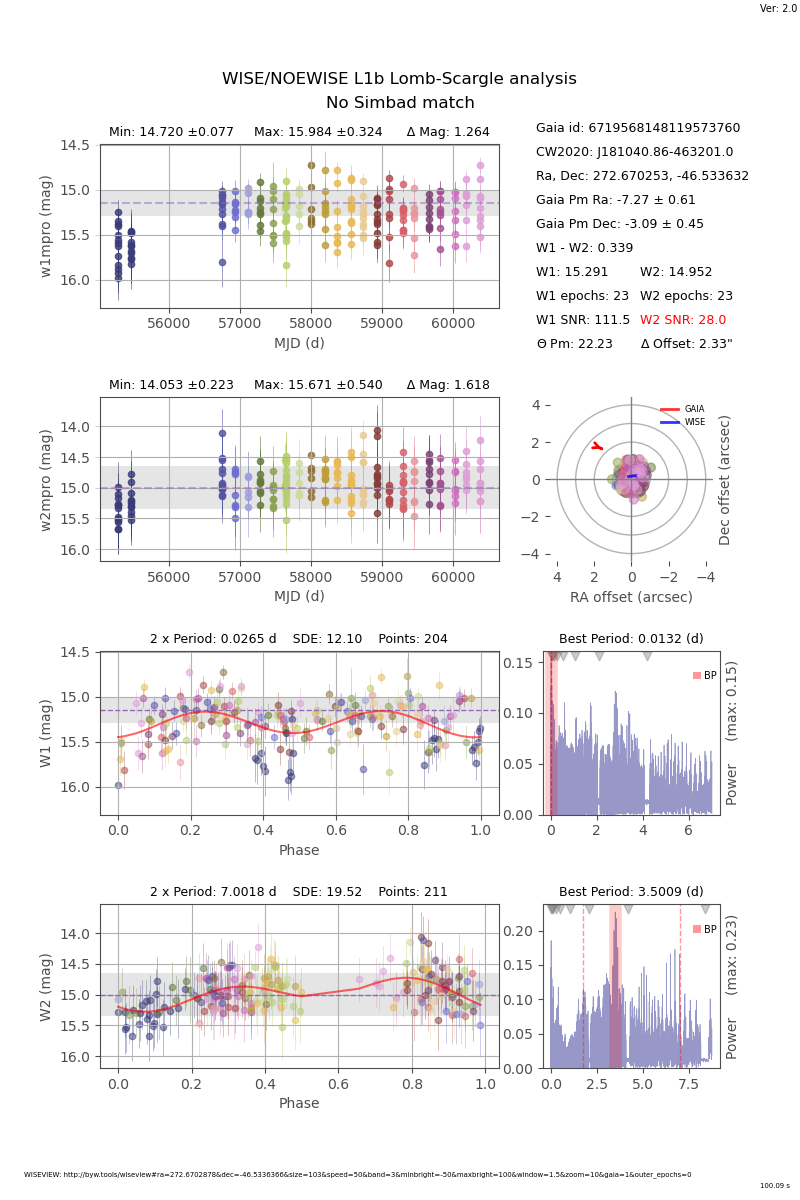 Ver: 2.0
WISE/NOEWISE L1b Lomb-Scargle analysis
No Simbad match
Min: 14.720 ±0.077 Max: 15.984 ±0.324 Δ Mag: 1.264
14.5
15.0
15.5
16.0
w1mpro (mag)
56000 57000 58000 59000 60000
MJD (d)
Gaia id: 6719568148119573760
CW2020: J181040.86-463201.0
Ra, Dec: 272.670253, -46.533632
Gaia Pm Ra: -7.27 ± 0.61
Gaia Pm Dec: -3.09 ± 0.45
W1 - W2: 0.339
W1: 15.291 W2: 14.952
W1 epochs: 23 W2 epochs: 23
W1 SNR: 111.5 W2 SNR: 28.0
Θ Pm: 22.23 Δ Offset: 2.33"
Min: 14.053 ±0.223 Max: 15.671 ±0.540 Δ Mag: 1.618
14.0
14.5
15.0
15.5
16.0
w2mpro (mag)
56000 57000 58000 59000 60000
MJD (d)
GAIA
WISE
4
2
0
−2
−4
Dec offset (arcsec)
4 2 0 −2 −4
RA offset (arcsec)
2 x Period: 0.0265 d SDE: 12.10 Points: 204
14.5
15.0
15.5
16.0
W1 (mag)
0.0 0.2 0.4 0.6 0.8 1.0
Phase
Best Period: 0.0132 (d)
BP
0.15
0.10
0.05
0.00
Power (max: 0.15)
0 2 4 6
2 x Period: 7.0018 d SDE: 19.52 Points: 211
14.0
14.5
15.0
15.5
16.0
W2 (mag)
0.0 0.2 0.4 0.6 0.8 1.0
Phase
Best Period: 3.5009 (d)
BP
0.20
0.15
0.10
0.05
0.00
Power (max: 0.23)
0.0 2.5 5.0 7.5
WISEVIEW: http://byw.tools/wiseview#ra=272.6702878&dec=-46.5336366&size=103&speed=50&band=3&minbright=-50&maxbright=100&window=1.5&zoom=10&gaia=1&outer_epochs=0
100.09 s